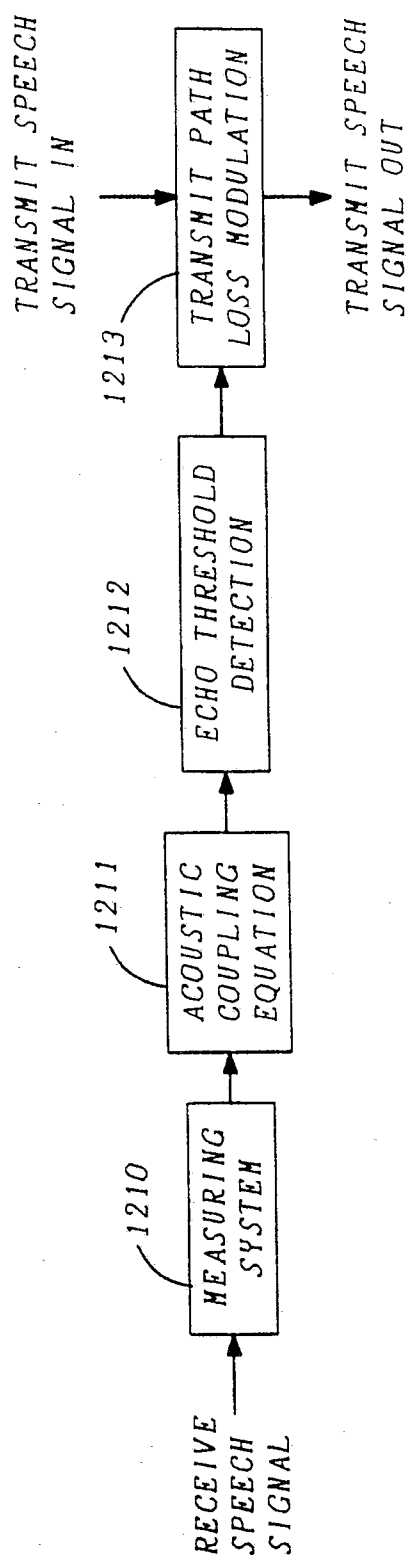 RECEIVE
SPEECH
SIGNAL
1210
MEASURING
SYSTEM
1211
ACOUSTIC
COUPLING
EQUATION
1212
ECHO THRESHOLD
DETECTION
1213
TRANSMIT PATH
LOSS MODULATION
TRANSMIT SPEECH
SIGNAL IN
TRANSMIT SPEECH
SIGNAL OUT